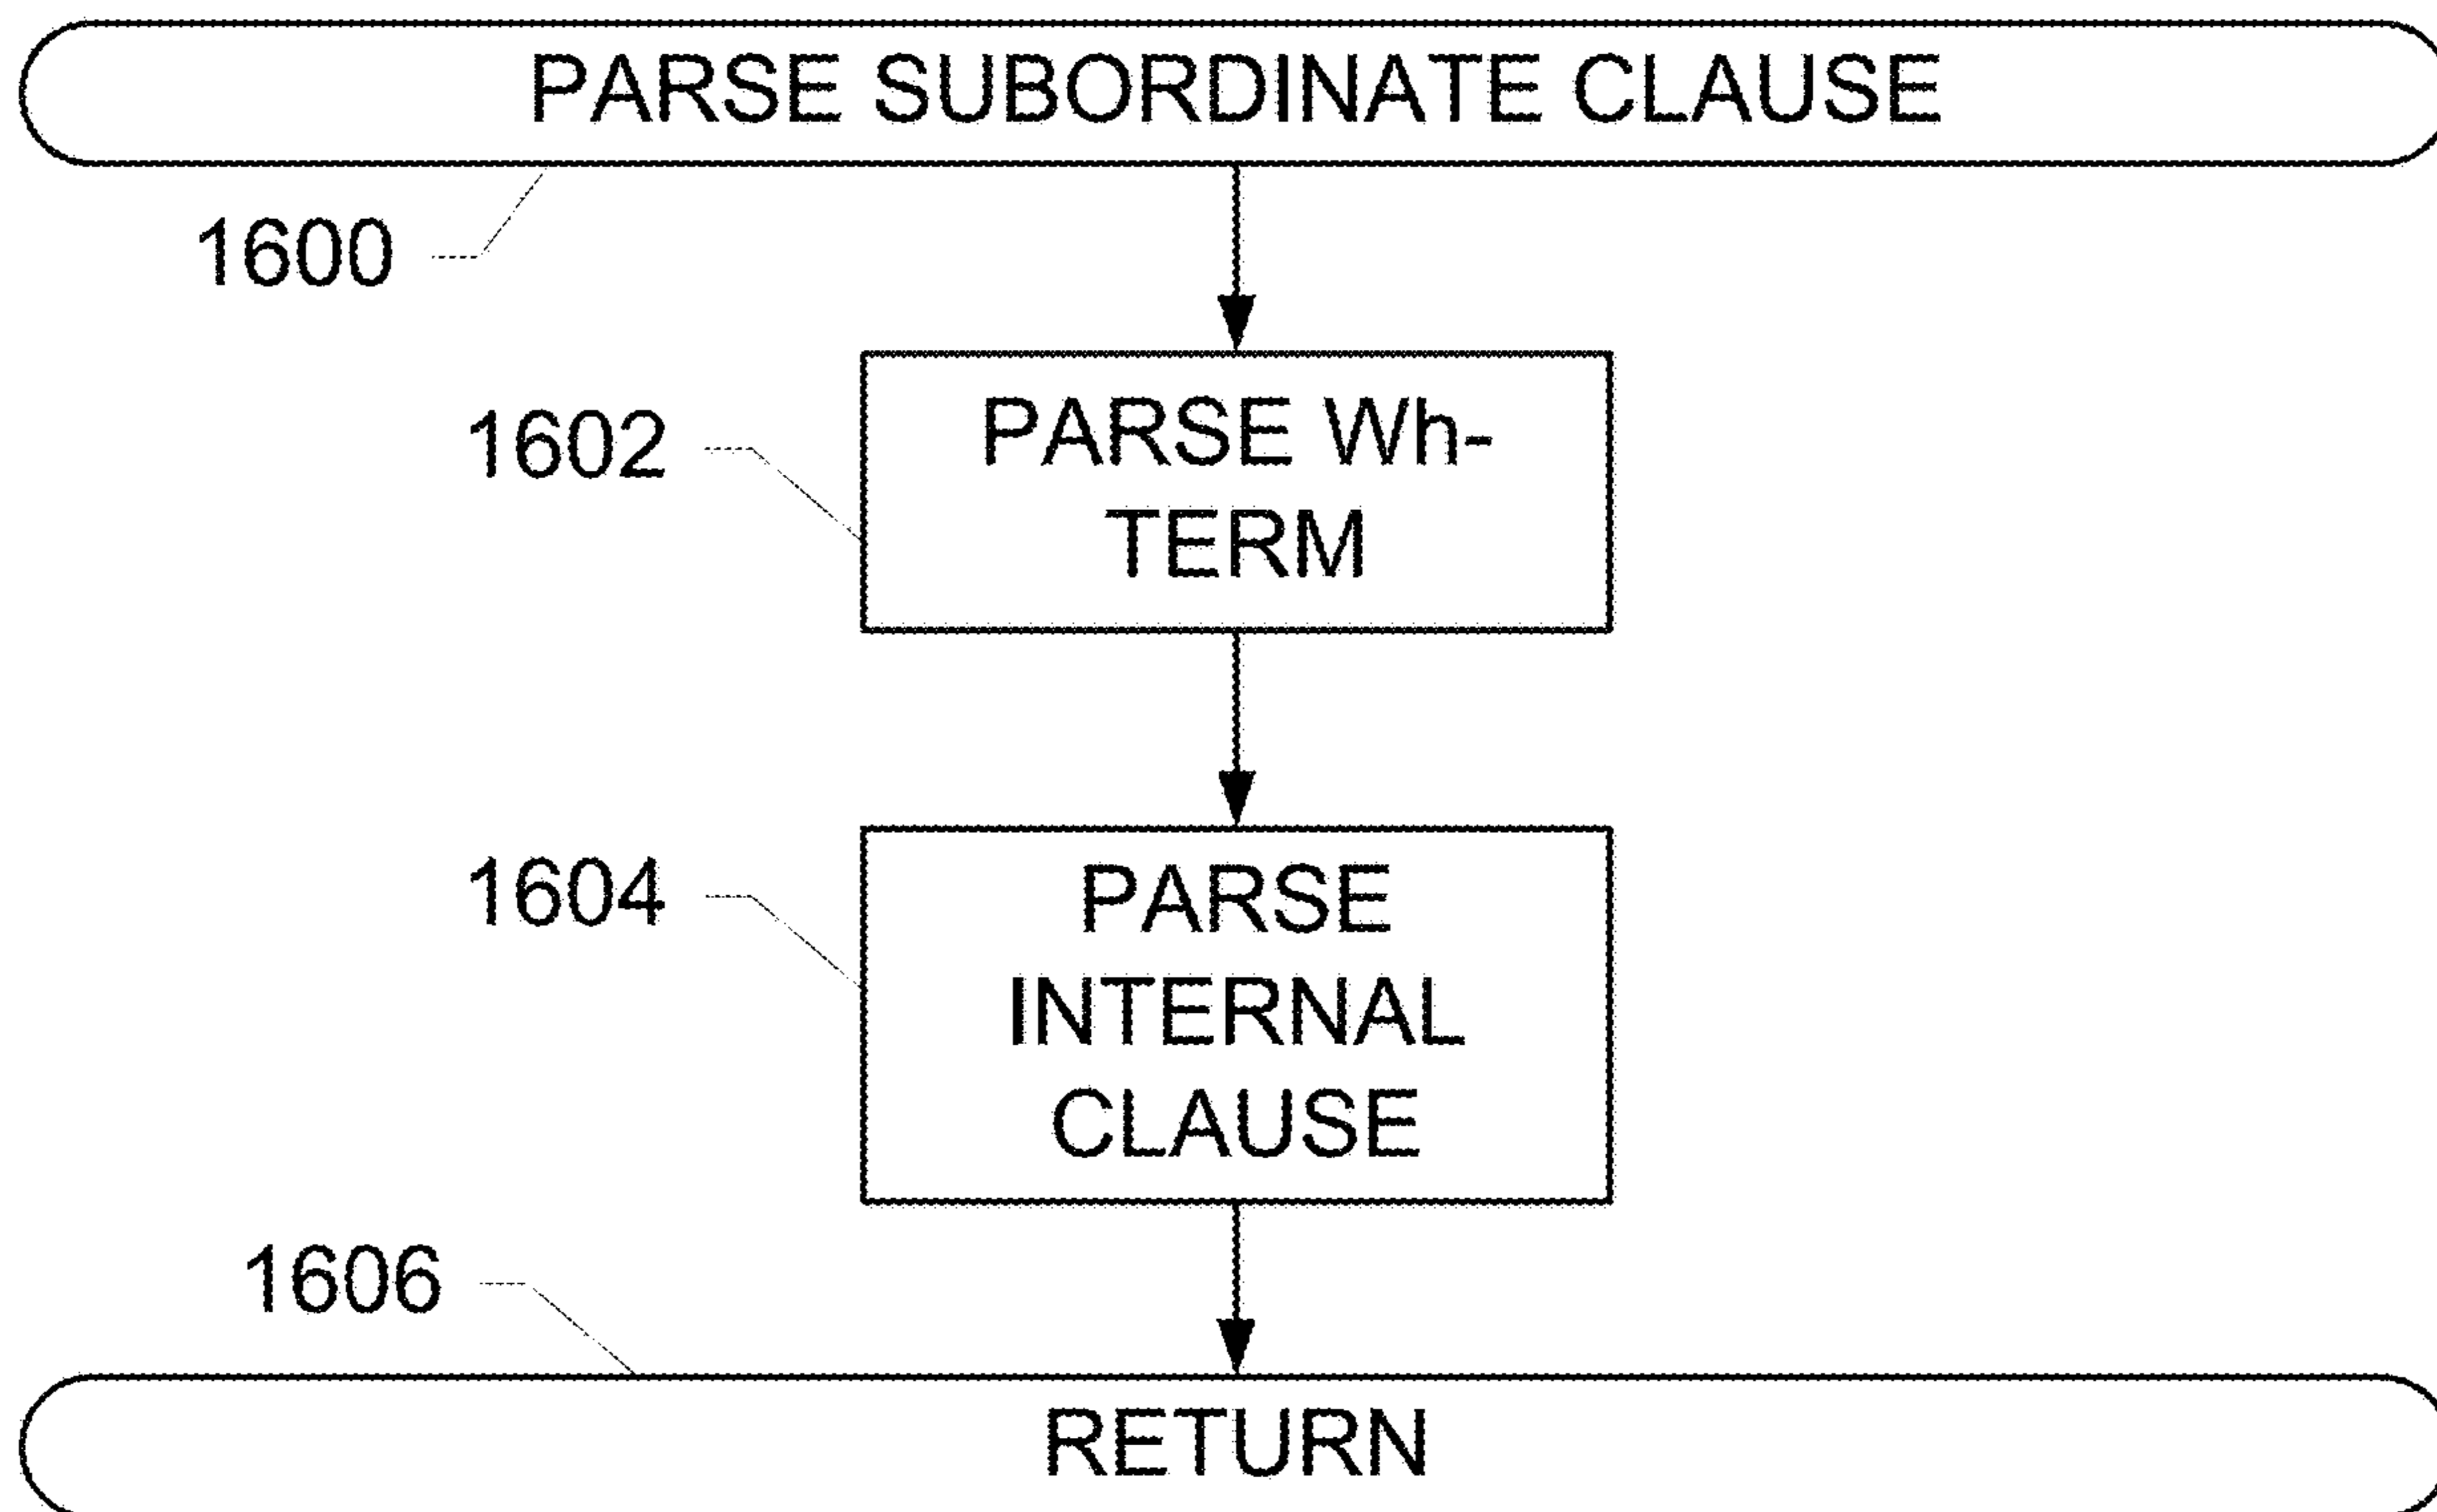 PARSE SUBORDINATE CLAUSE
1600
1602
PARSE Wh-
TERM
1604
PARSE
INTERNAL
CLAUSE
1606
RETURN